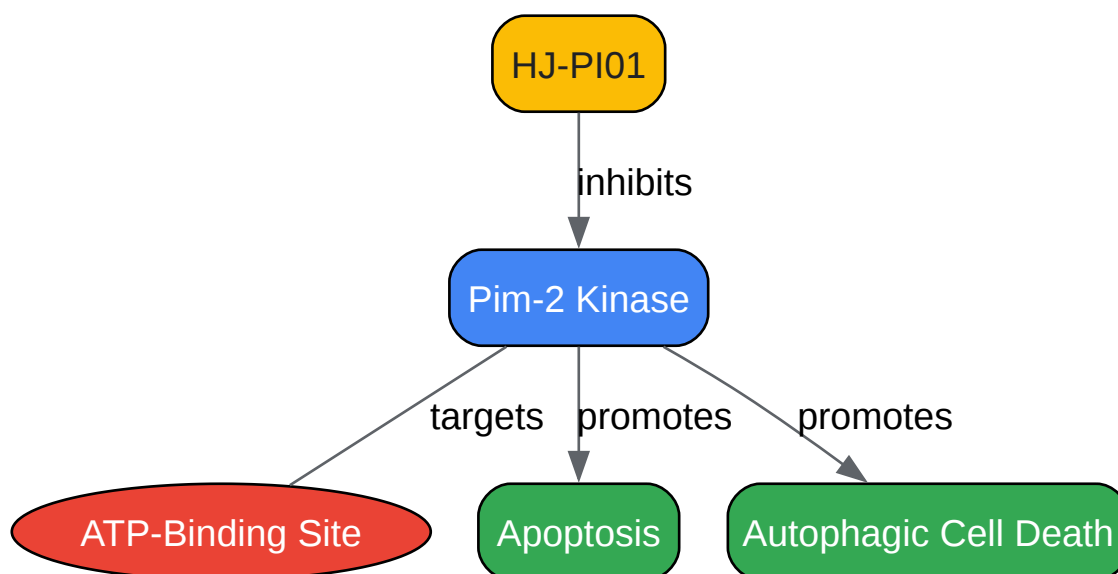 HJ-PI01
inhibits
Pim-2 Kinase
targets
promotes
promotes
ATP-Binding Site
Apoptosis
Autophagic Cell Death